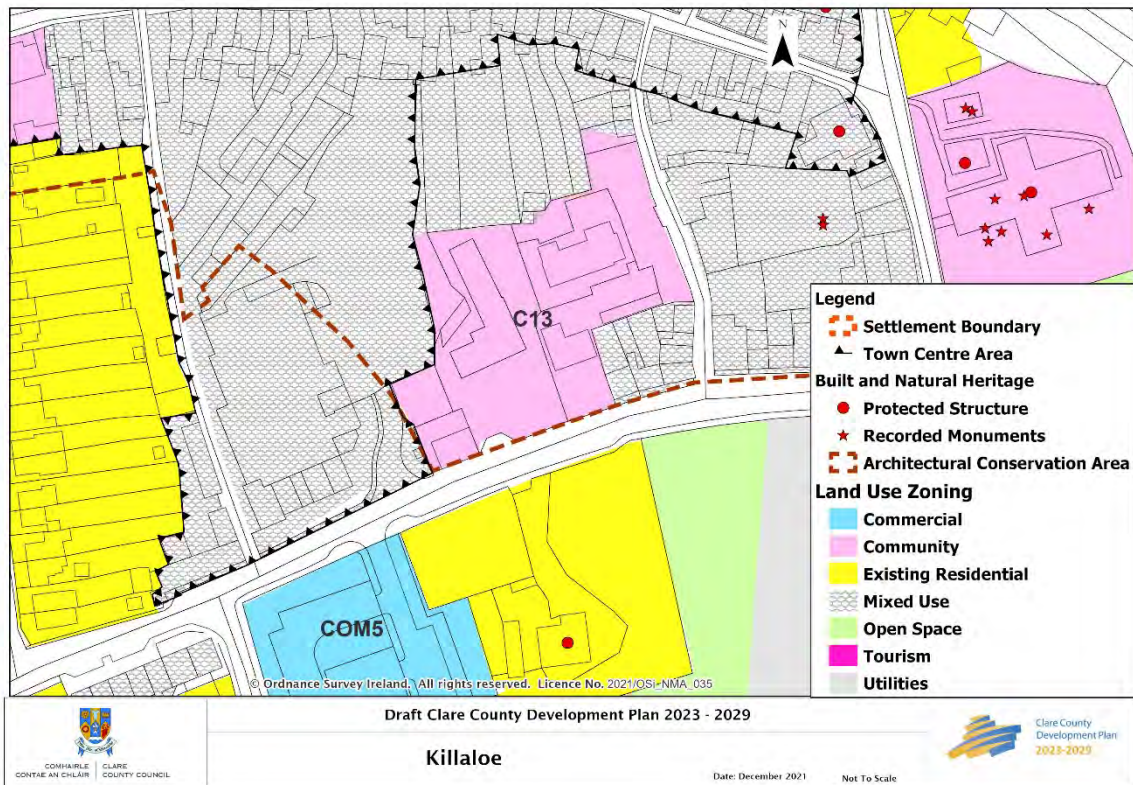 N
C13
COM5
Legend
Settlement Boundary
Town Centre Area
Built and Natural Heritage
Protected Structure
Recorded Monuments
Architectural Conservation Area
Land Use Zoning
Commercial
Community
Existing Residential
Mixed Use
Open Space
Tourism
Utilities
© Ordnance Survey Ireland. All rights reserved. Licence No. 2021/OSi_NMA_035
COMHAIRLE CONTAE AN CHLÁIR
CLARE COUNTY COUNCIL
Draft Clare County Development Plan 2023 - 2029
Killaloe
Date: December 2021 Not To Scale
Clare County
Development Plan
2023-2029